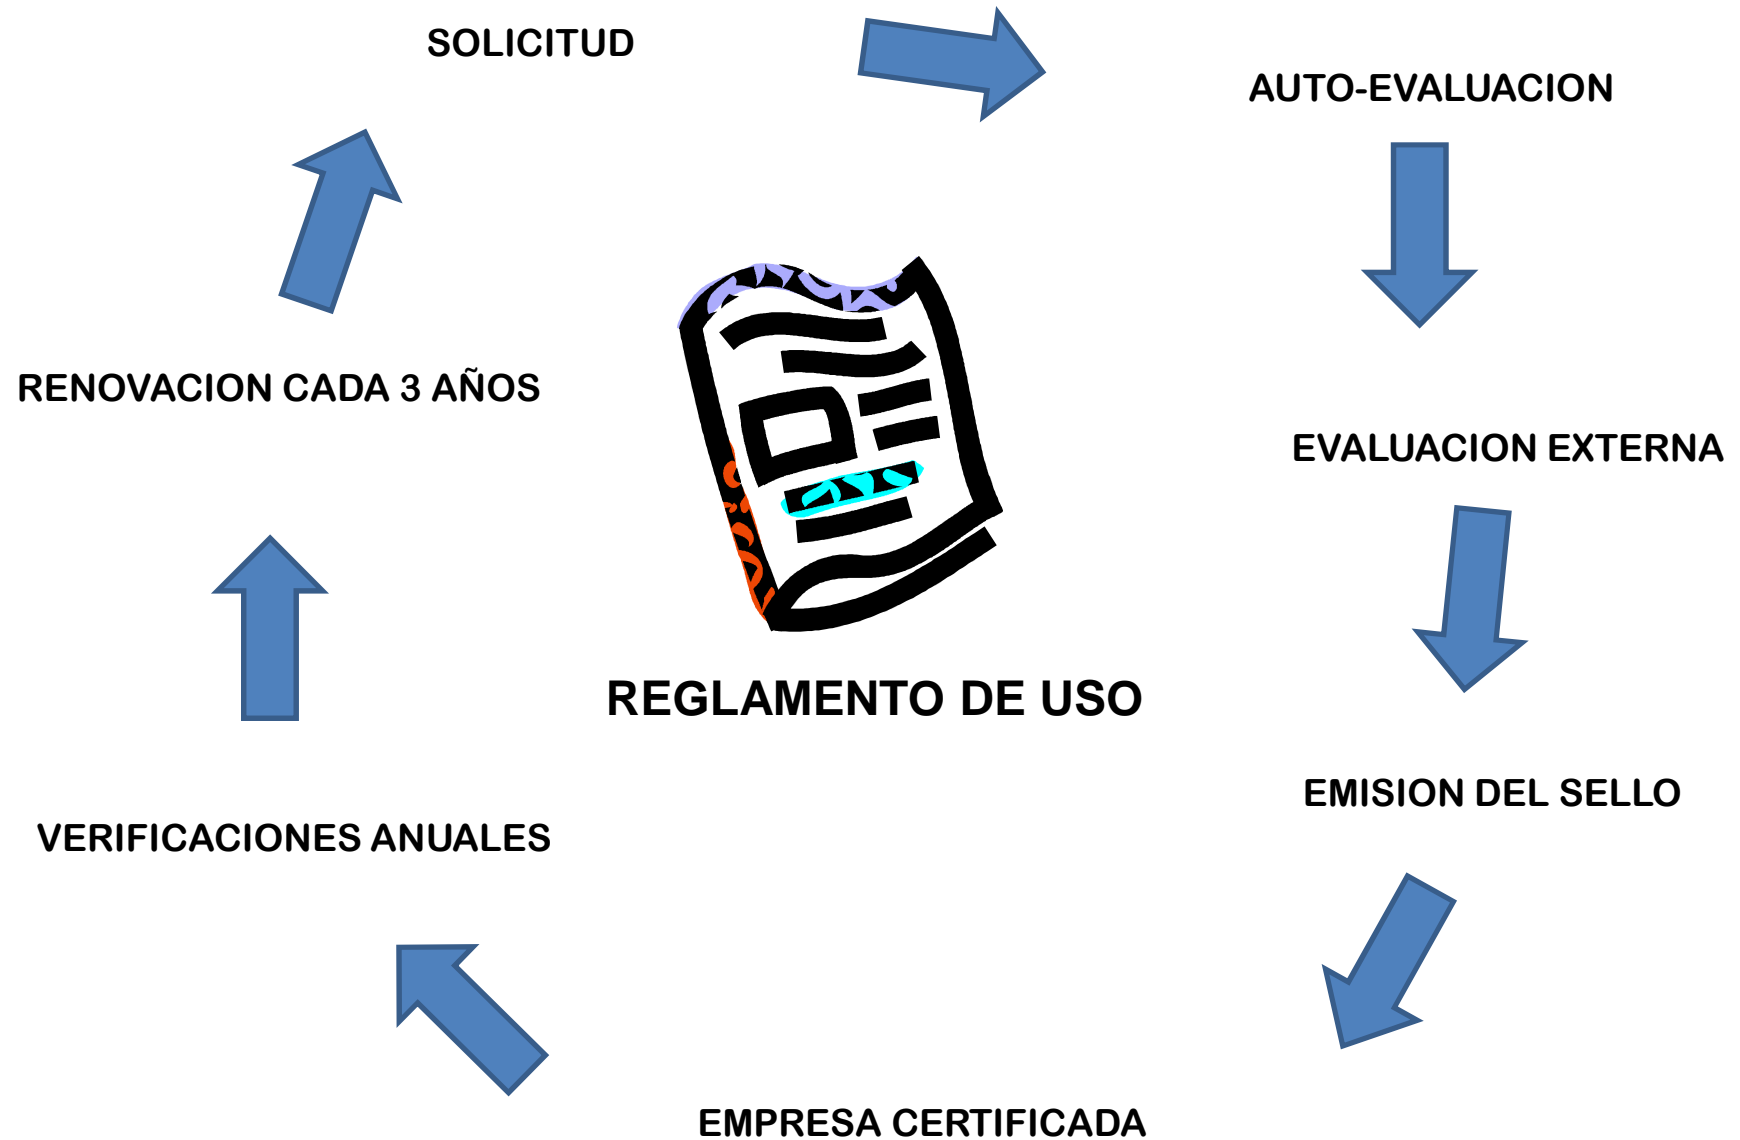 SOLICITUD
AUTO-EVALUACION
RENOVACION CADA 3 AÑOS
EVALUACION EXTERNA
REGLAMENTO DE USO
EMISION DEL SELLO
VERIFICACIONES ANUALES
EMPRESA CERTIFICADA